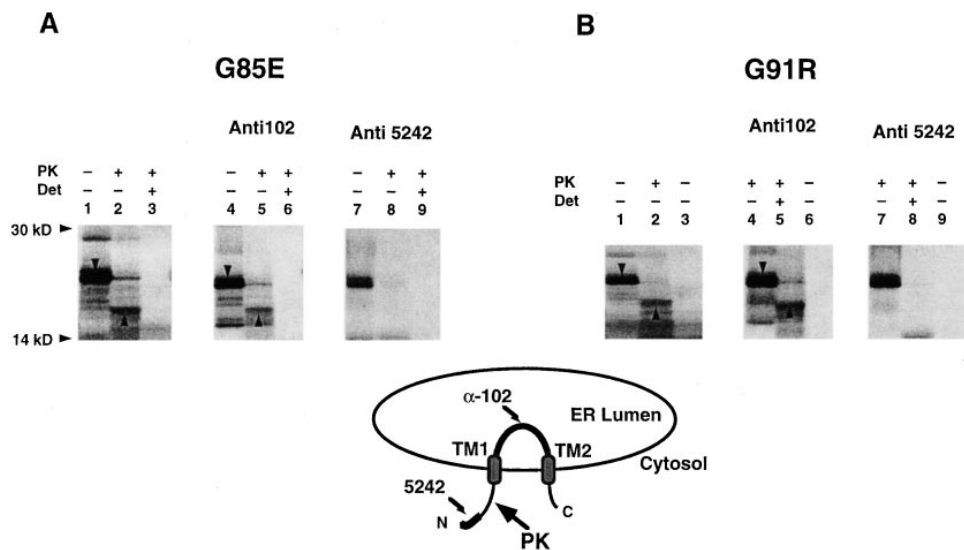 A
G85E
Anti102
Anti 5242
PK – + + – + + – + +
Det – – + – – + – – +
1 2 3 4 5 6 7 8 9
30 kD
14 kD
B
G91R
Anti102
Anti 5242
PK – + – + + – + + –
Det – – – – + – – + –
1 2 3 4 5 6 7 8 9
α-102
ER Lumen
TM1
TM2
Cytosol
5242
N
C
PK